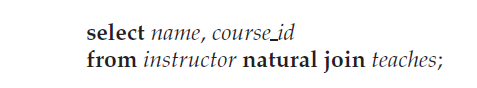 select name, course_id
from instructor natural join teaches;